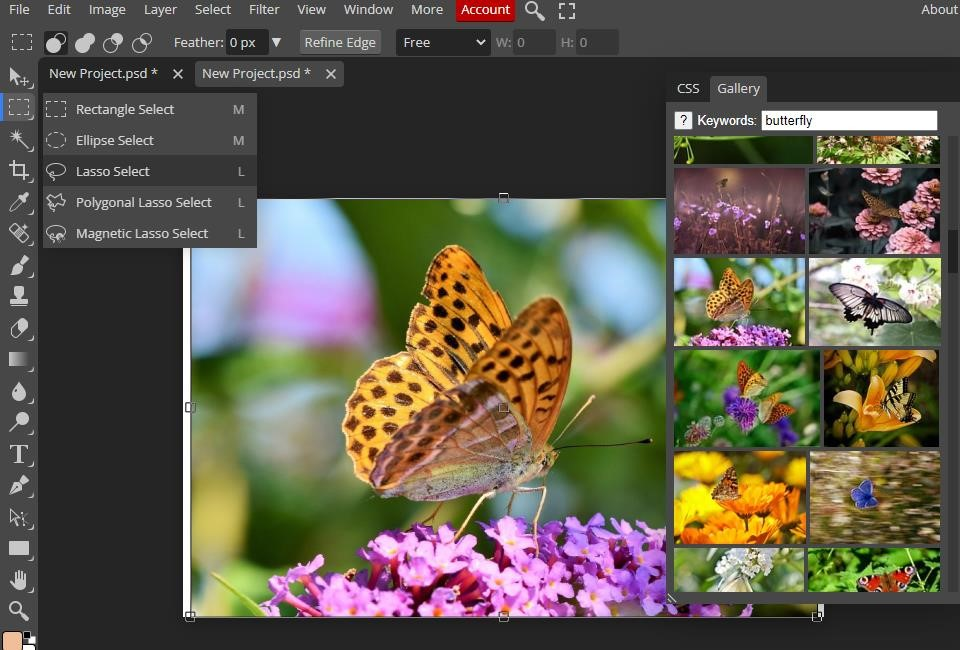 File Edit Image Layer Select Filter View Window More Account About
Feather: 0 px ▼ Refine Edge Free W: 0 H: 0
New Project.psd * ✕ New Project.psd * ✕
CSS Gallery
? Keywords: butterfly
Rectangle Select M
Ellipse Select M
Lasso Select L
Polygonal Lasso Select L
Magnetic Lasso Select L
T